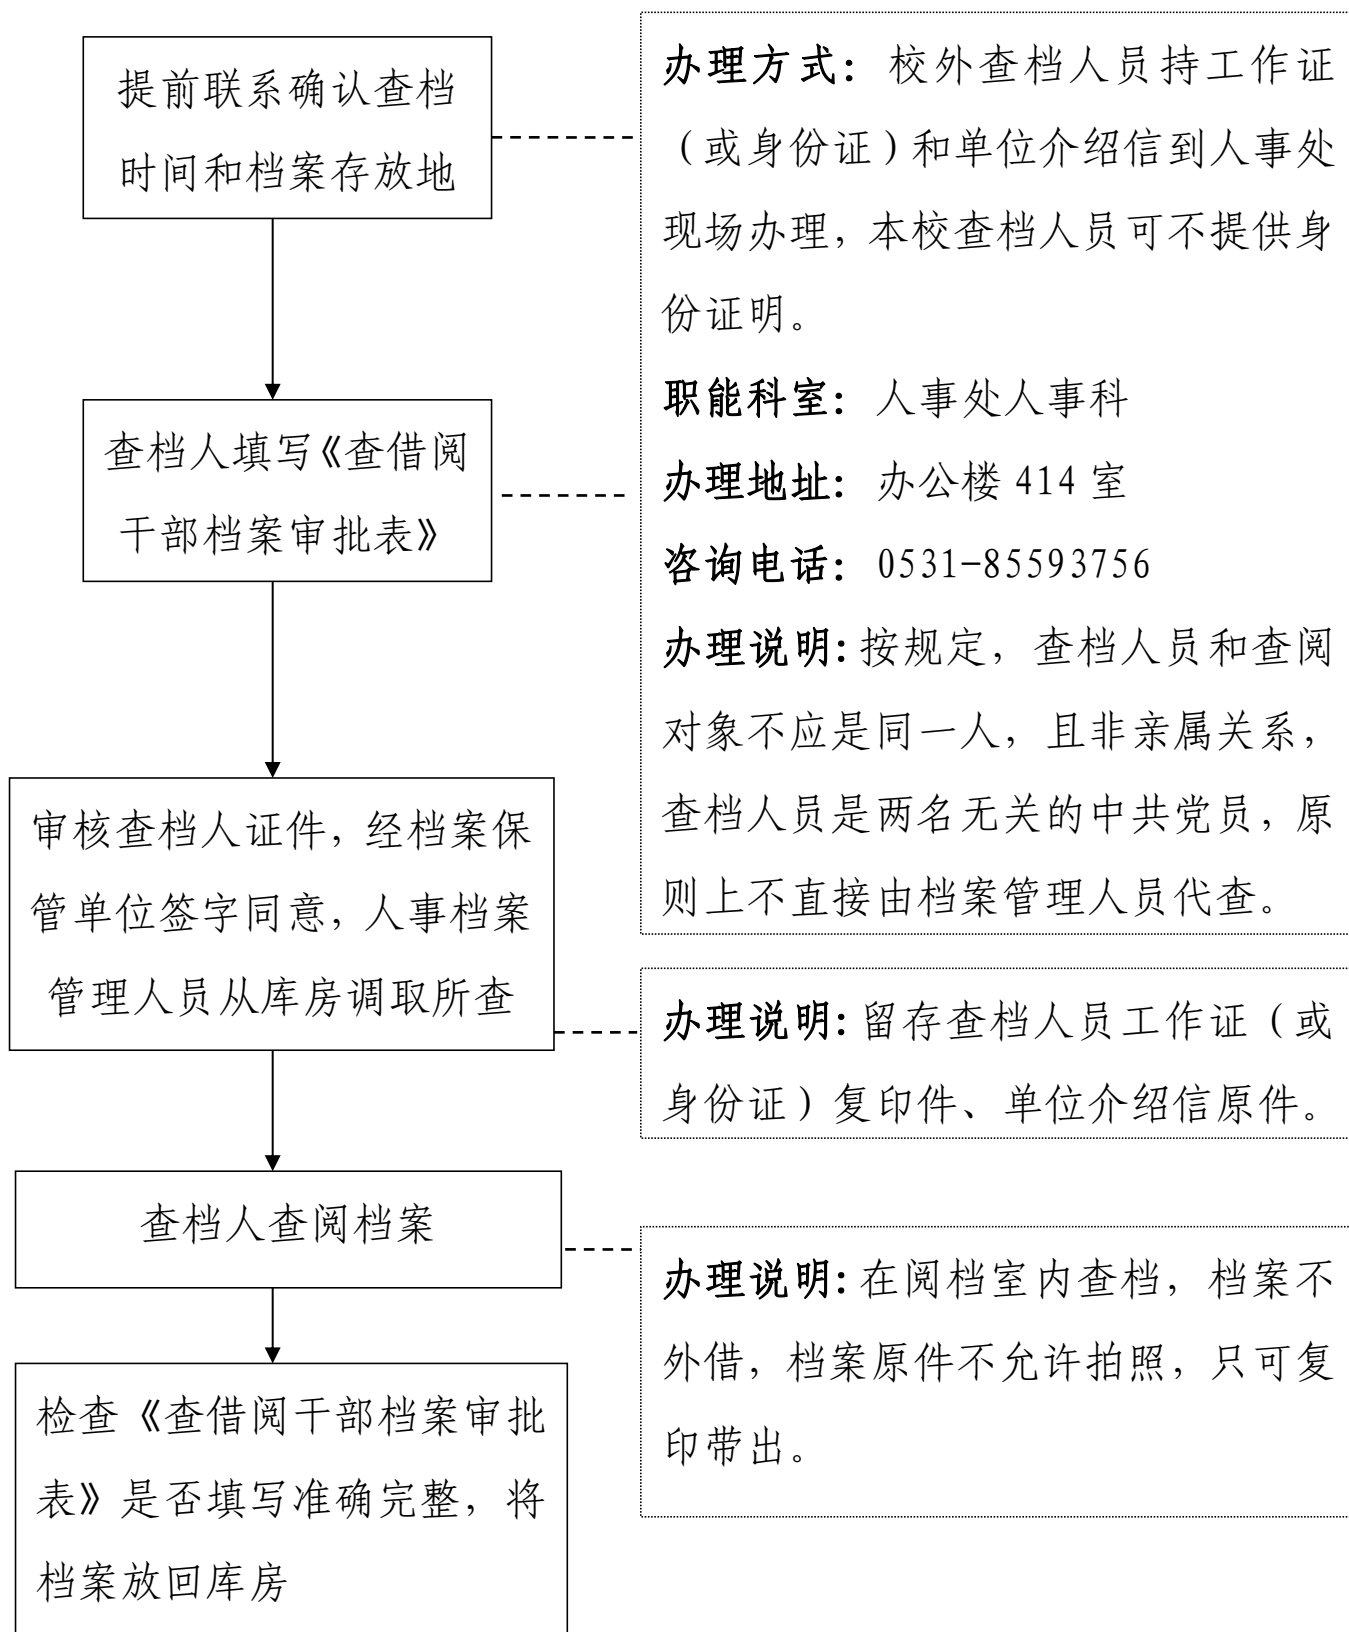 提前联系确认查档
时间和档案存放地
办理方式：校外查档人员持工作证
（或身份证）和单位介绍信到人事处
现场办理，本校查档人员可不提供身
份证明。
职能科室：人事处人事科
办理地址：办公楼 414 室
咨询电话：0531-85593756
办理说明：按规定，查档人员和查阅
对象不应是同一人，且非亲属关系，
查档人员是两名无关的中共党员，原
则上不直接由档案管理人员代查。
查档人填写《查借阅
干部档案审批表》
审核查档人证件，经档案保
管单位签字同意，人事档案
管理人员从库房调取所查
办理说明：留存查档人员工作证（或
身份证）复印件、单位介绍信原件。
查档人查阅档案
办理说明：在阅档室内查档，档案不
外借，档案原件不允许拍照，只可复
印带出。
检查《查借阅干部档案审批
表》是否填写准确完整，将
档案放回库房